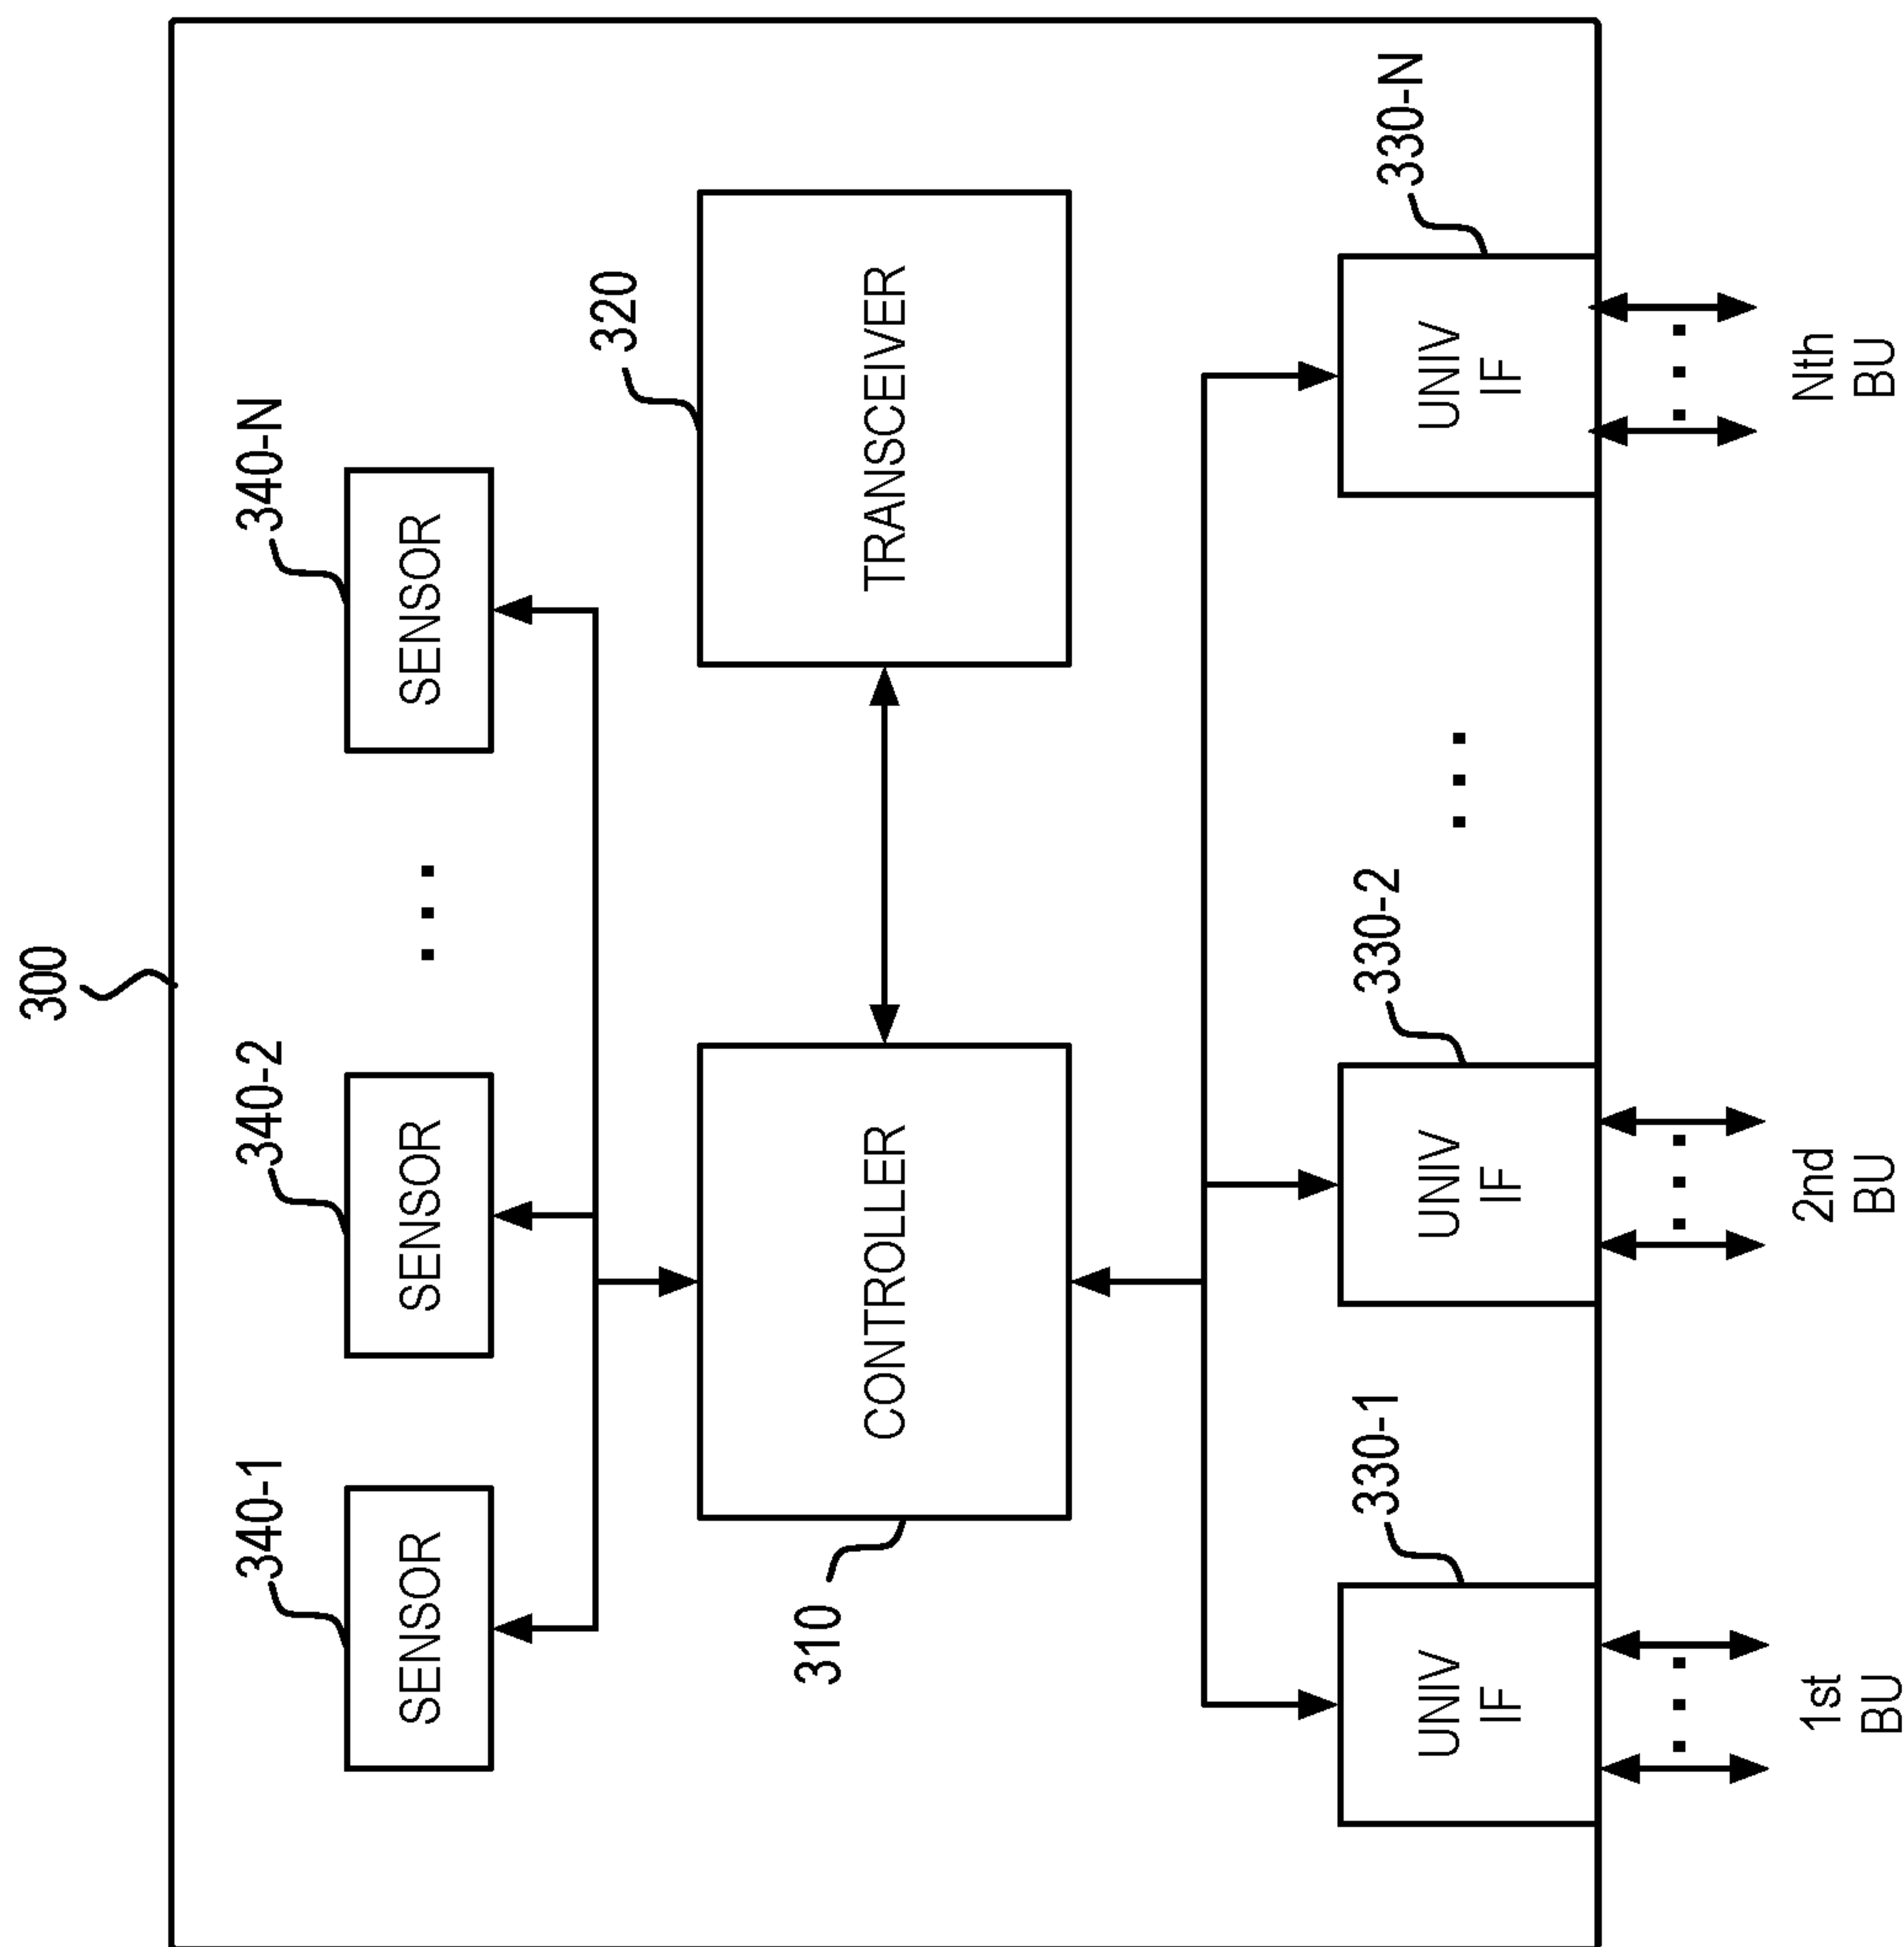 300
340-1
340-2
340-N
SENSOR
SENSOR
SENSOR
320
310
CONTROLLER
TRANSCEIVER
330-1
330-2
330-N
UNIV
IF
UNIV
IF
UNIV
IF
1st
BU
2nd
BU
Nth
BU